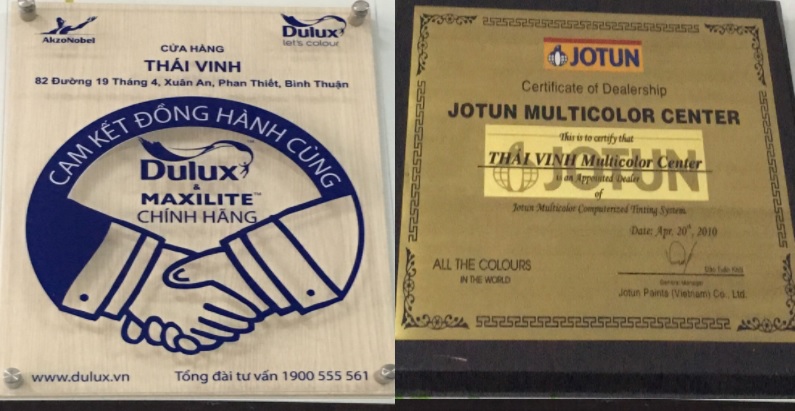 AkzoNobel
Dulux
let's colour
CỬA HÀNG
THÁI VINH
82 Đường 19 Tháng 4, Xuân An, Phan Thiết, Bình Thuận
CAM KẾT ĐỒNG HÀNH CÙNG
Dulux
&
MAXILITE™
CHÍNH HÃNG
www.dulux.vn
Tổng đài tư vấn 1900 555 561
JOTUN
Certificate of Dealership
JOTUN MULTICOLOR CENTER
This is to certify that
JOTUN
THÁI VINH Multicolor Center
is an Appointed Dealer
of
Jotun Multicolor Computerized Tinting System.
Date: Apr. 20th, 2010
ALL THE COLOURS
IN THE WORLD
General Manager
Jotun Paints (Vietnam) Co., Ltd.